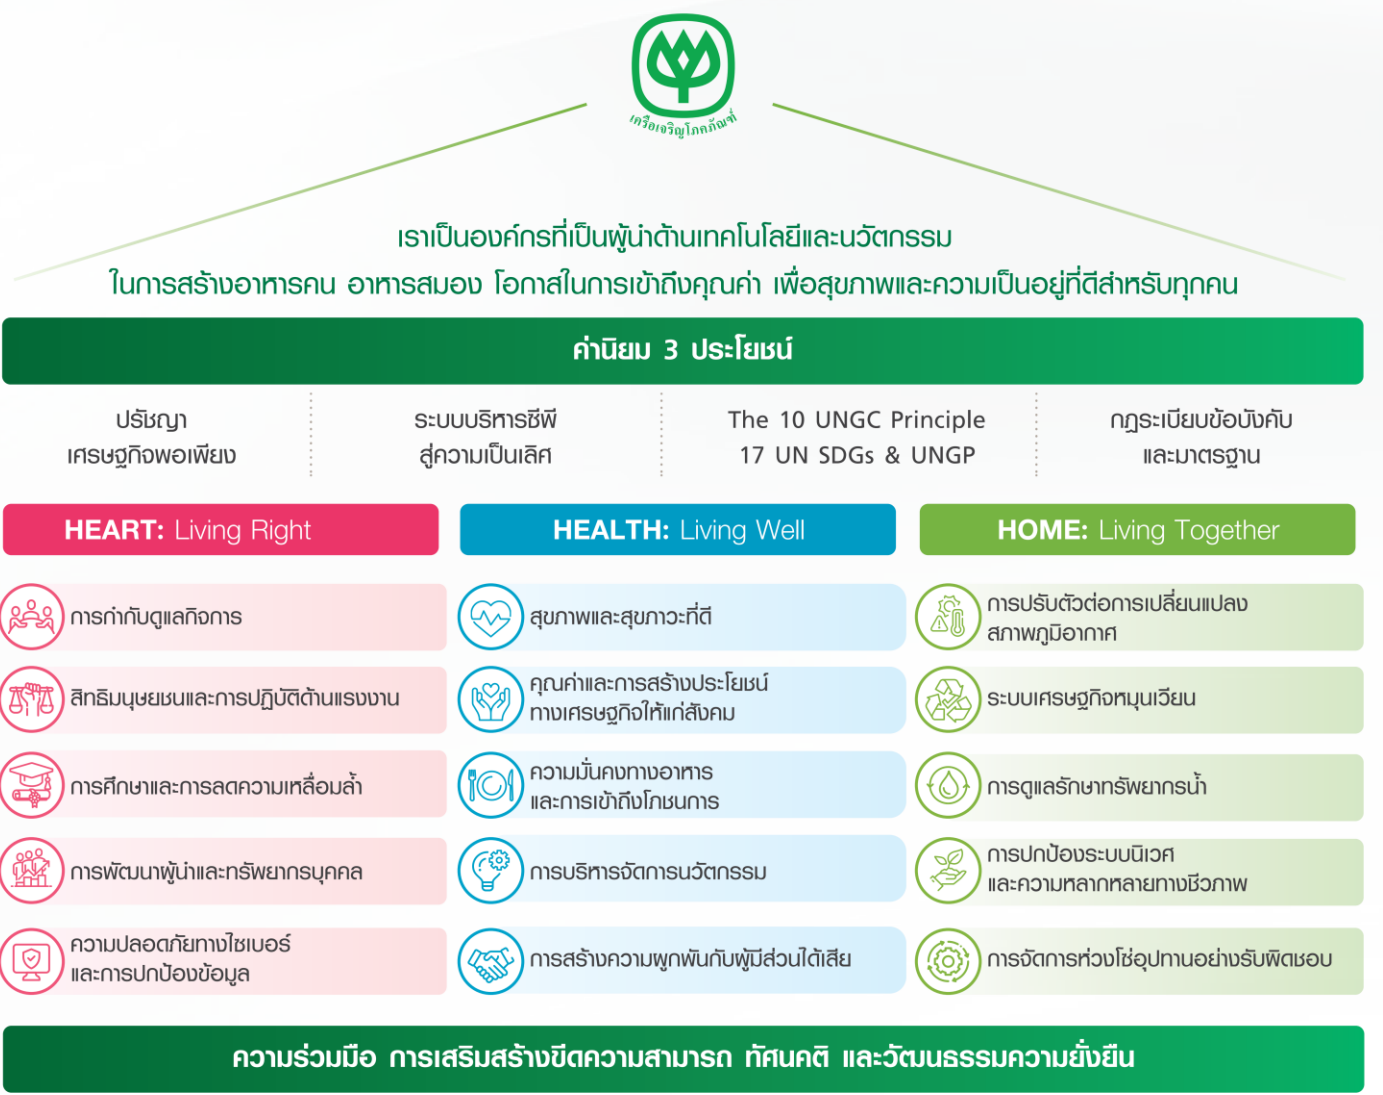 เครือเจริญโภคภัณฑ์
เราเป็นองค์กรที่เป็นผู้นำด้านเทคโนโลยีและนวัตกรรม
ในการสร้างอาหารคน อาหารสมอง โอกาสในการเข้าถึงคุณค่า เพื่อสุขภาพและความเป็นอยู่ที่ดีสำหรับทุกคน
ค่านิยม 3 ประโยชน์
ปรัชญา
เศรษฐกิจพอเพียง
ระบบบริหารซีพี
สู่ความเป็นเลิศ
The 10 UNGC Principle
17 UN SDGs & UNGP
กฎระเบียบข้อบังคับ
และมาตรฐาน
HEART: Living Right
การกำกับดูแลกิจการ
สิทธิมนุษยชนและการปฏิบัติด้านแรงงาน
การศึกษาและการลดความเหลื่อมล้ำ
การพัฒนาผู้นำและทรัพยากรบุคคล
ความปลอดภัยทางไซเบอร์
และการปกป้องข้อมูล
HEALTH: Living Well
สุขภาพและสุขภาวะที่ดี
คุณค่าและการสร้างประโยชน์
ทางเศรษฐกิจให้แก่สังคม
ความมั่นคงทางอาหาร
และการเข้าถึงโภชนการ
การบริหารจัดการนวัตกรรม
การสร้างความผูกพันกับผู้มีส่วนได้เสีย
HOME: Living Together
การปรับตัวต่อการเปลี่ยนแปลง
สภาพภูมิอากาศ
ระบบเศรษฐกิจหมุนเวียน
การดูแลรักษาทรัพยากรน้ำ
การปกป้องระบบนิเวศ
และความหลากหลายทางชีวภาพ
การจัดการห่วงโซ่อุปทานอย่างรับผิดชอบ
ความร่วมมือ การเสริมสร้างขีดความสามารถ ทัศนคติ และวัฒนธรรมความยั่งยืน